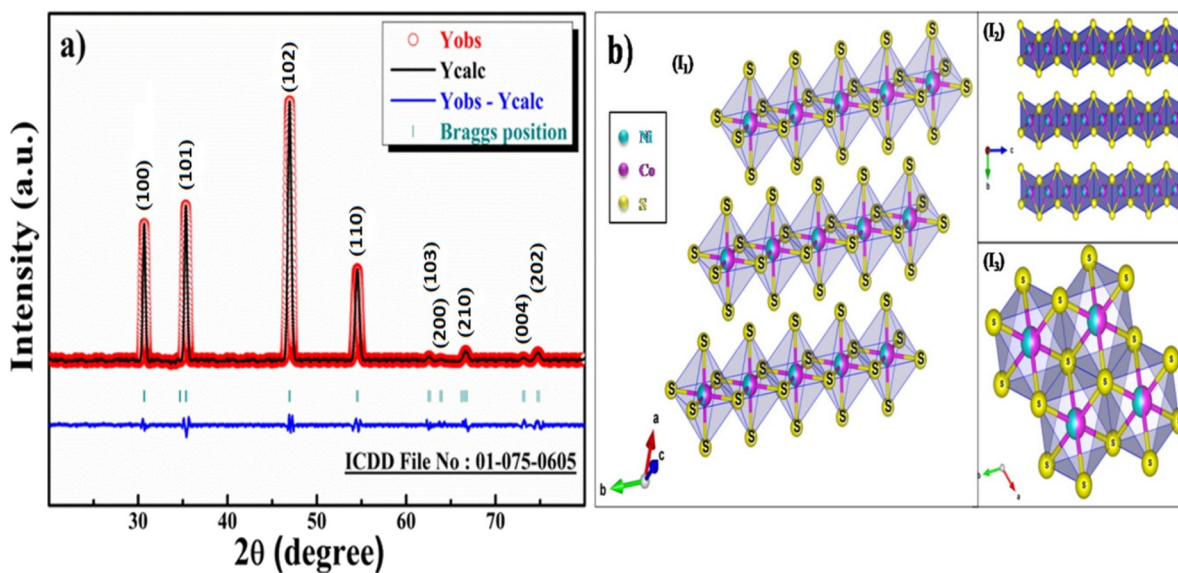 a)
Yobs
Ycalc
Yobs - Ycalc
Braggs position
(100)
(101)
(102)
(110)
(103)
(200)
(210)
(004)
(202)
Intensity (a.u.)
ICDD File No : 01-075-0605
30 40 50 60 70
2θ (degree)
b)
(I₁)
Ni
Co
S
S S S S S
S S S S S S S S S S S S
S S S S S
S S S S S
S S S S S S S S S S S S
S S S S S
S S S S S
S S S S S S S S S S S S
S S S S S
a
c
b
(I₂)
c
b
(I₃)
S S S S S S S S S S S S S S
b
a